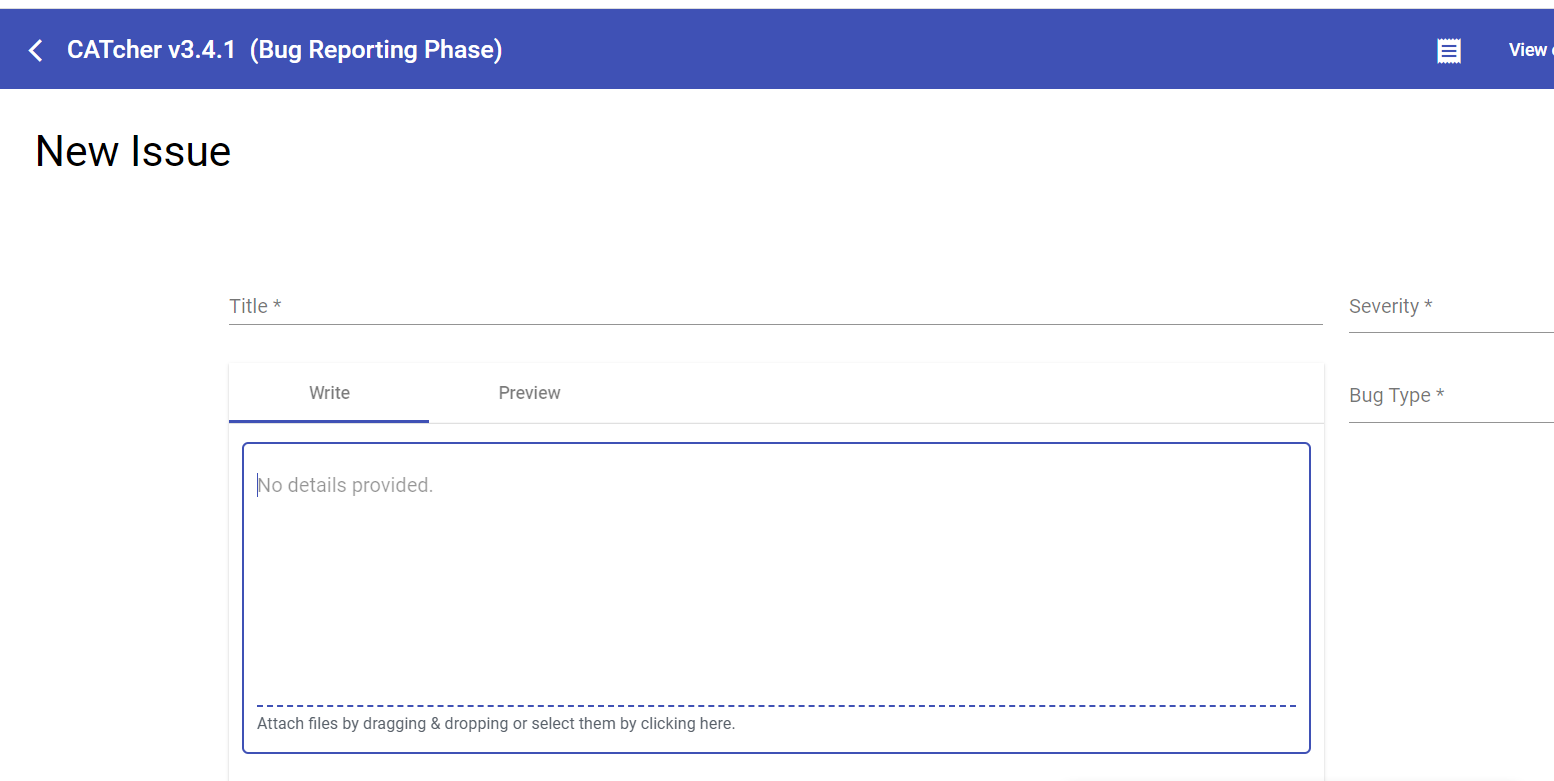 CATcher v3.4.1 (Bug Reporting Phase)
View
New Issue
Title *
Severity *
Write
Preview
Bug Type *
No details provided.
Attach files by dragging & dropping or select them by clicking here.